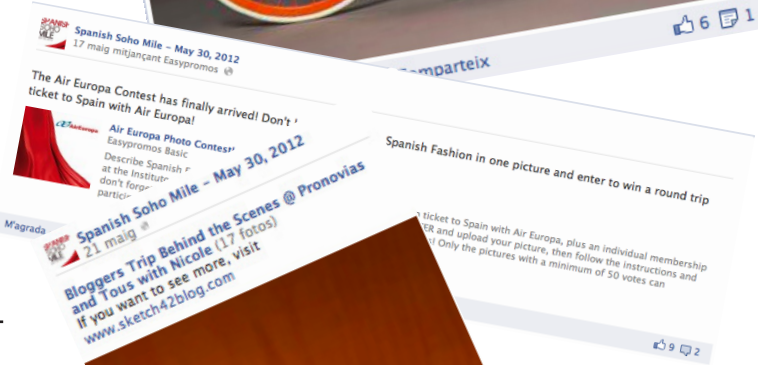 6 1
Comparteix
Spanish Soho Mile – May 30, 2012
17 maig mitjançant Easypromos
The Air Europa Contest has finally arrived! Don't
ticket to Spain with Air Europa!
AirEuropa
Air Europa Photo Contest
Easypromos Basic
Describe Spanish
at the Institut
don't
M'agrada
Spanish Fashion in one picture and enter to win a round trip
ticket to Spain with Air Europa, plus an individual membership
and upload your picture, then follow the instructions and
Only the pictures with a minimum of 50 votes can
9 2
Spanish Soho Mile – May 30, 2012
21 maig
Bloggers Trip Behind the Scenes @ Pronovias
and Tous with Nicole (17 fotos)
If you want to see more, visit
www.sketch42blog.com